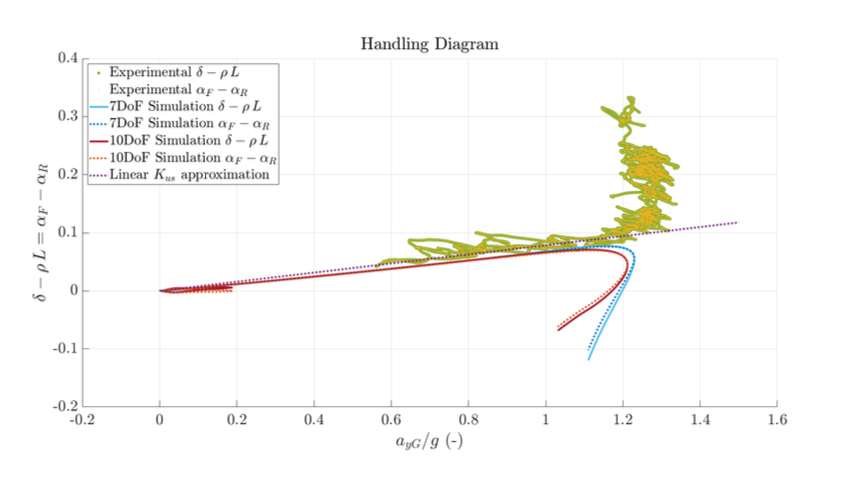 Handling Diagram
0.4
0.3
0.2
0.1
0
-0.1
-0.2
δ − ρ L = α_F − α_R
Experimental δ − ρ L
Experimental α_F − α_R
7DoF Simulation δ − ρ L
7DoF Simulation α_F − α_R
10DoF Simulation δ − ρ L
10DoF Simulation α_F − α_R
Linear K_us approximation
-0.2 0 0.2 0.4 0.6 0.8 1 1.2 1.4 1.6
a_yG/g (-)